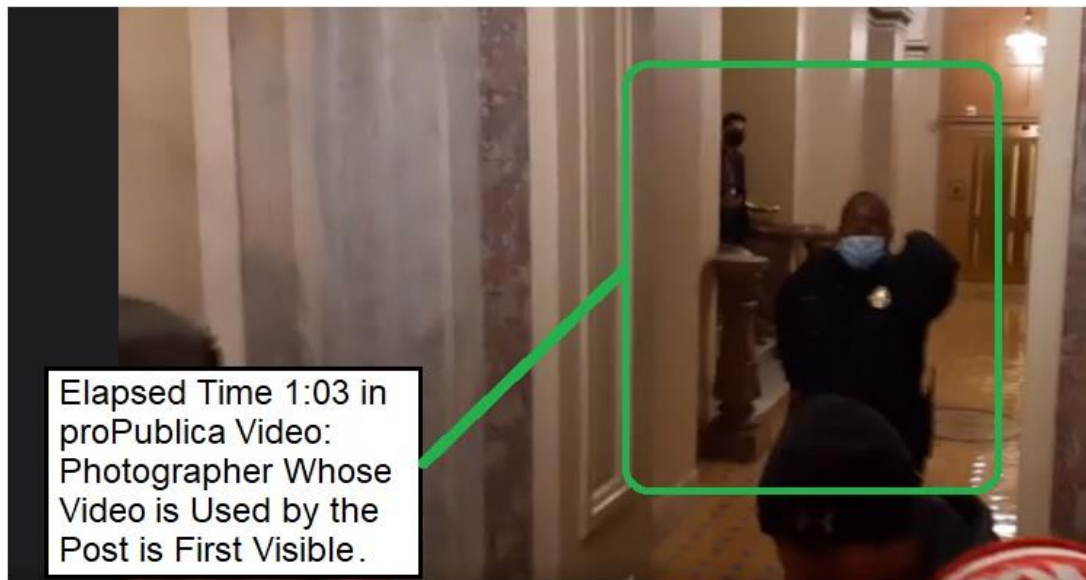 Elapsed Time 1:03 in
proPublica Video:
Photographer Whose
Video is Used by the
Post is First Visible.